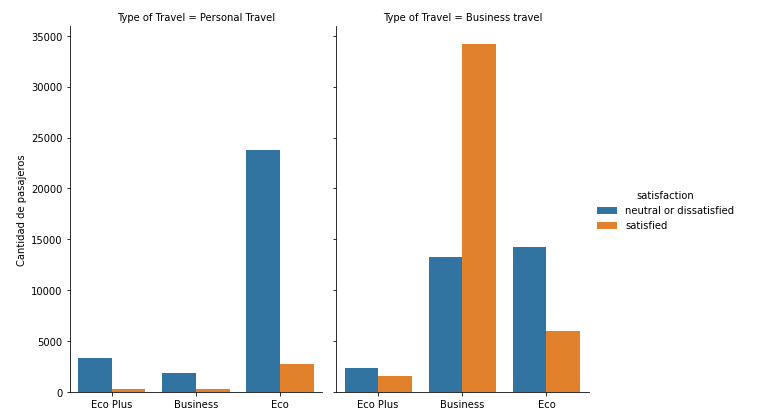 Type of Travel = Personal Travel
Type of Travel = Business travel
Cantidad de pasajeros
35000
30000
25000
20000
15000
10000
5000
0
Eco Plus
Business
Eco
Eco Plus
Business
Eco
satisfaction
neutral or dissatisfied
satisfied